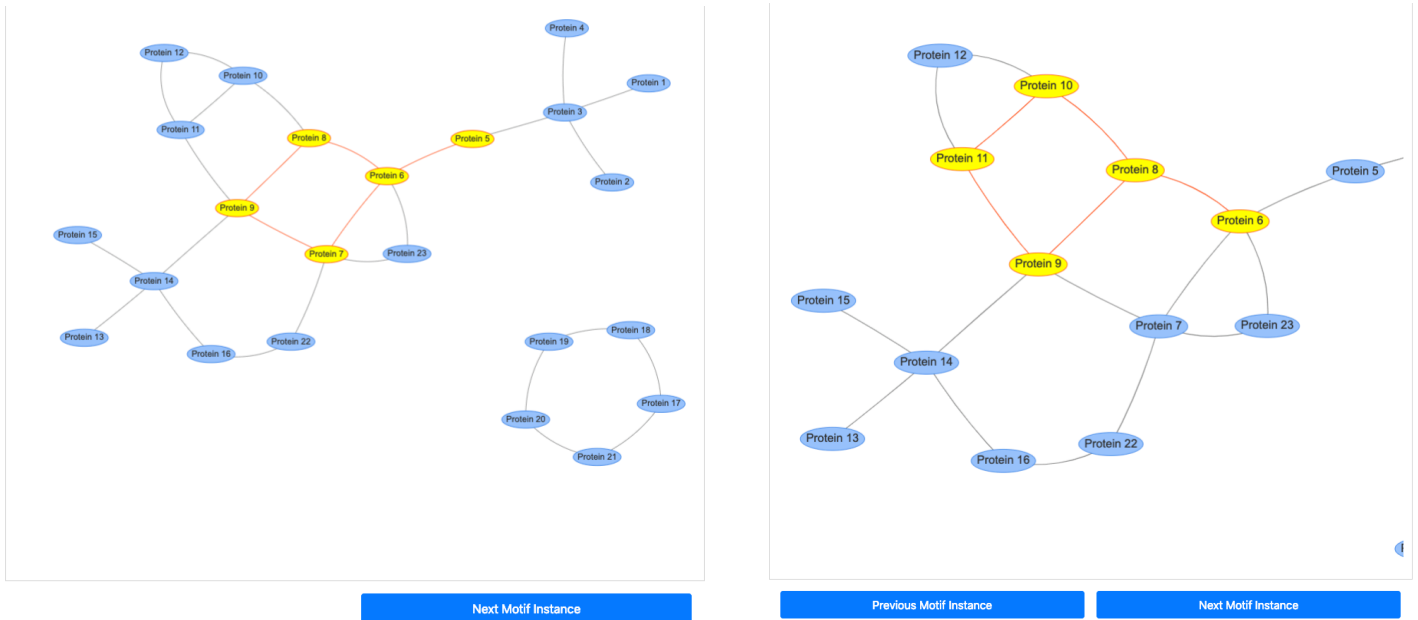 Protein 4
Protein 12
Protein 10
Protein 1
Protein 3
Protein 11
Protein 8
Protein 5
Protein 6
Protein 2
Protein 9
Protein 15
Protein 7
Protein 23
Protein 14
Protein 13
Protein 16
Protein 22
Protein 18
Protein 19
Protein 17
Protein 20
Protein 21
Next Motif Instance
Protein 12
Protein 10
Protein 11
Protein 8
Protein 5
Protein 6
Protein 9
Protein 15
Protein 7
Protein 23
Protein 14
Protein 13
Protein 16
Protein 22
Previous Motif Instance
Next Motif Instance